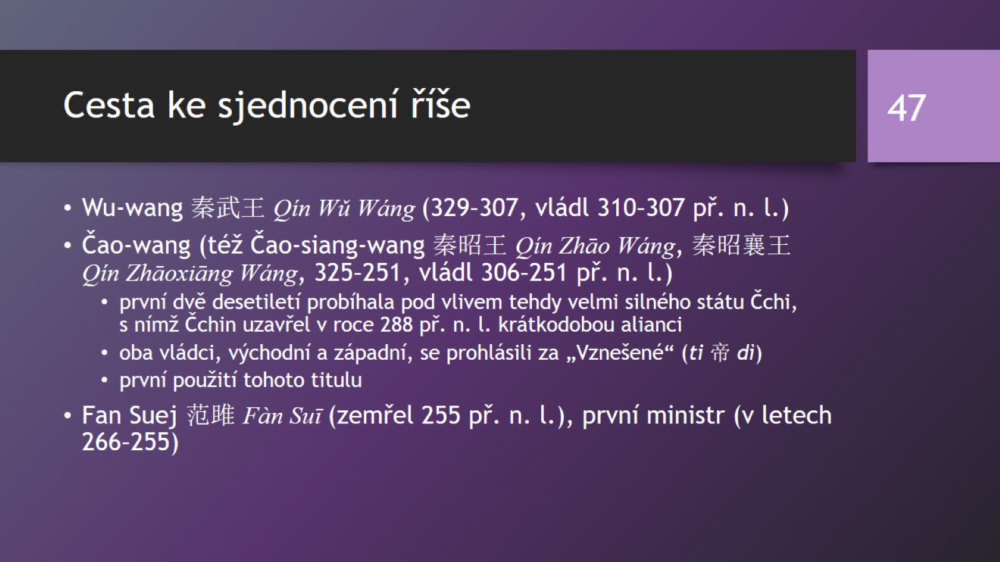 Cesta ke sjednocení říše
47
• Wu-wang 秦武王 Qín Wǔ Wáng (329–307, vládl 310–307 př. n. l.)
• Čao-wang (též Čao-siang-wang 秦昭王 Qín Zhāo Wáng, 秦昭襄王
Qín Zhāoxiāng Wáng, 325–251, vládl 306–251 př. n. l.)
• první dvě desetiletí probíhala pod vlivem tehdy velmi silného státu Čchi,
s nímž Čchin uzavřel v roce 288 př. n. l. krátkodobou alianci
• oba vládci, východní a západní, se prohlásili za „Vznešené“ (ti 帝 dì)
• první použití tohoto titulu
• Fan Suej 范雎 Fàn Suī (zemřel 255 př. n. l.), první ministr (v letech
266–255)